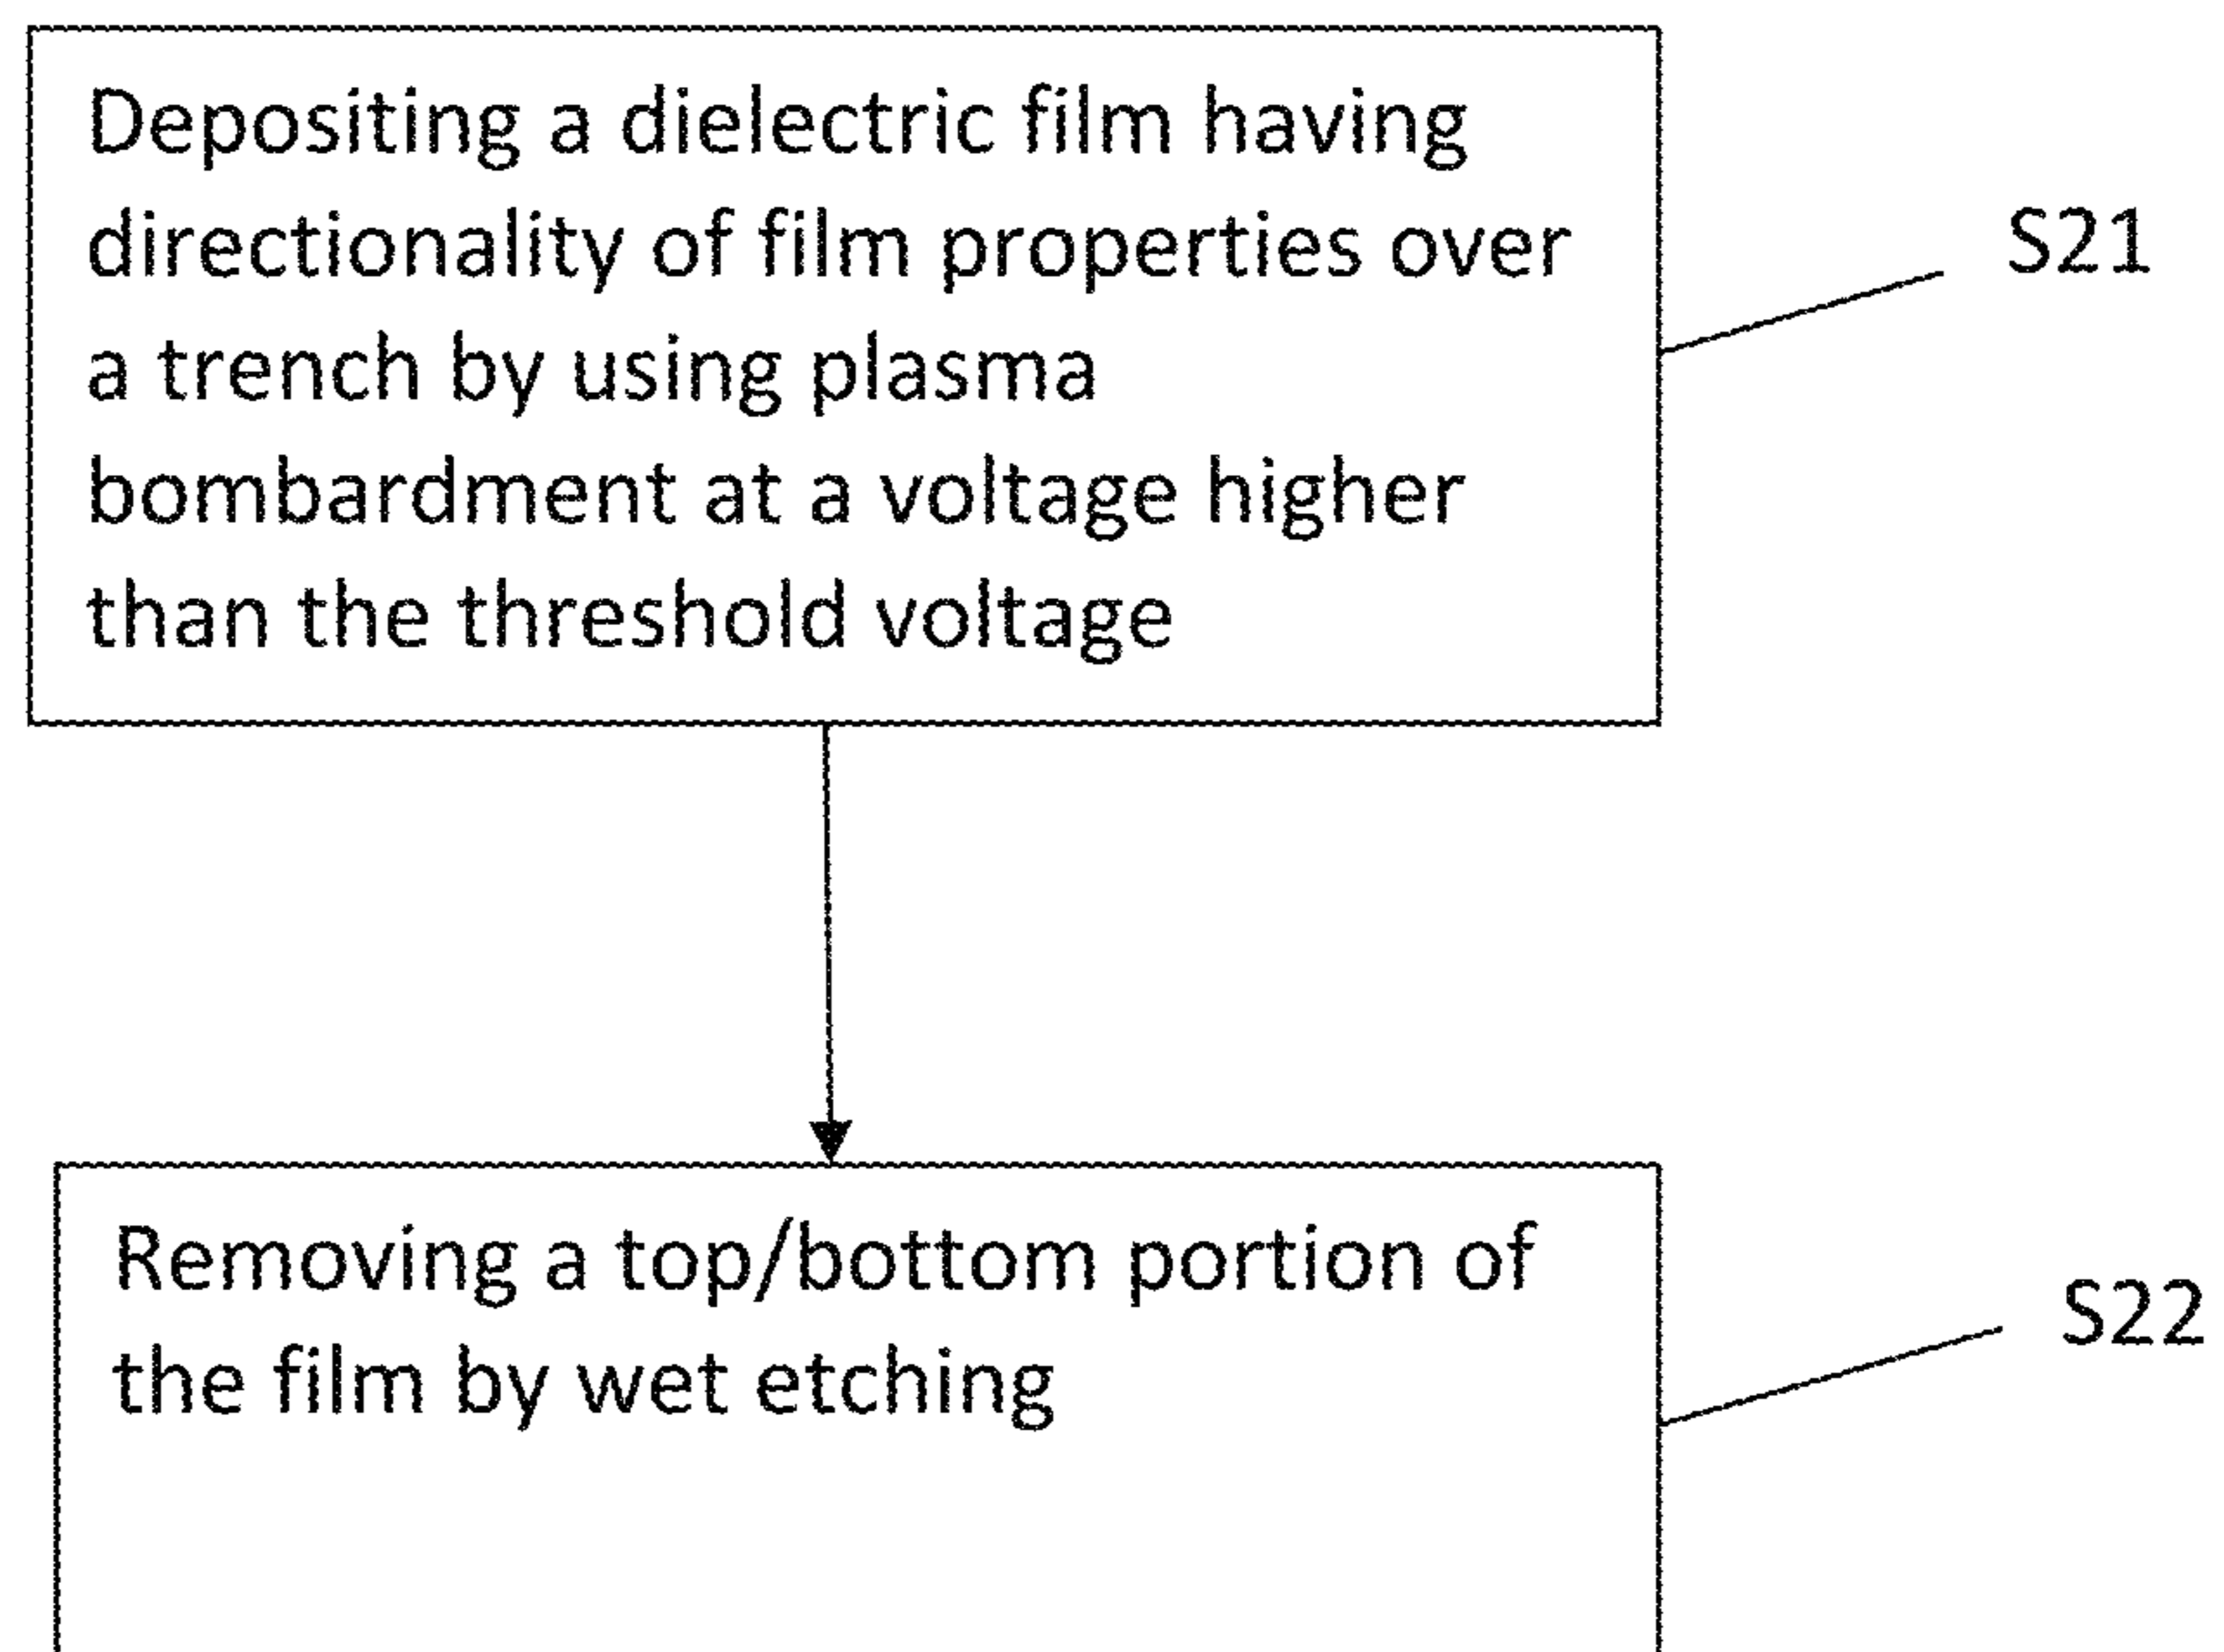 Depositing a dielectric film having
directionality of film properties over
a trench by using plasma
bombardment at a voltage higher
than the threshold voltage
S21
Removing a top/bottom portion of
the film by wet etching
S22